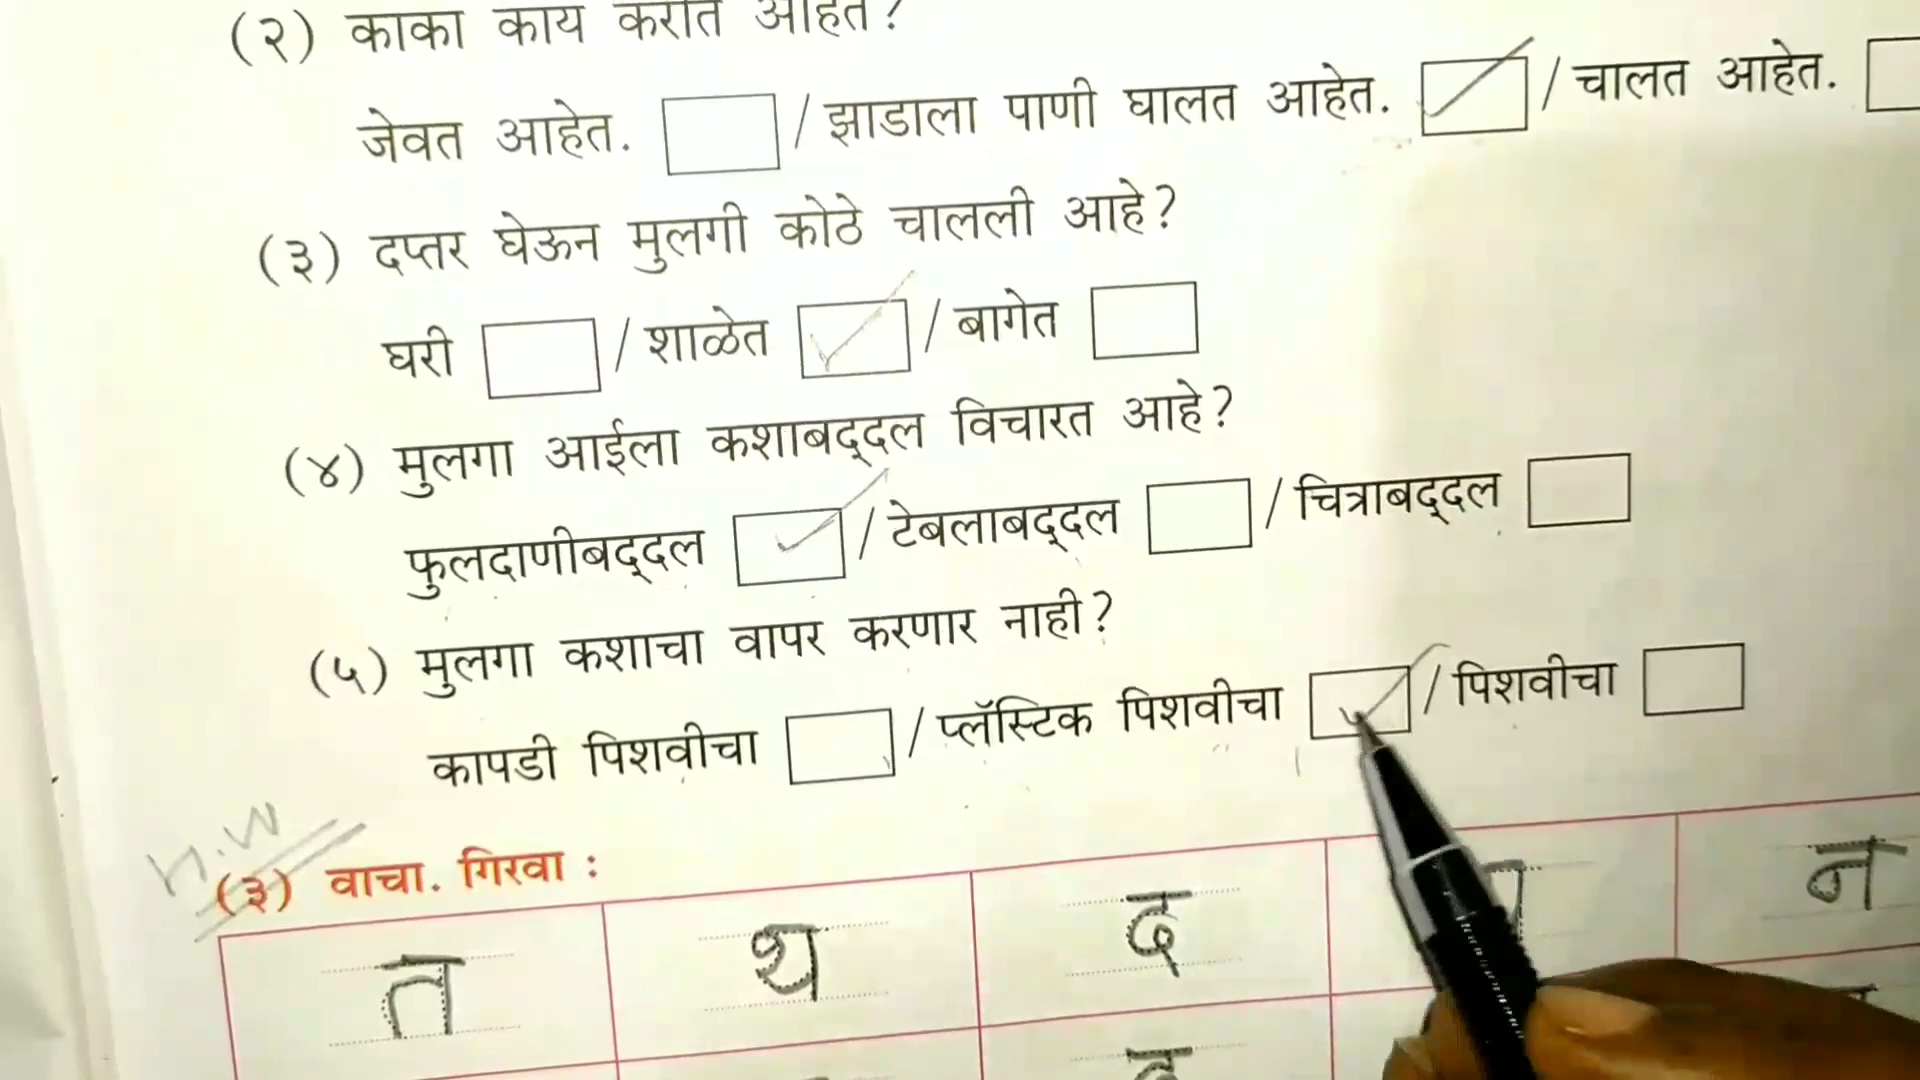 (२) काका काय करीत आहेत?
जेवत आहेत. / झाडाला पाणी घालत आहेत. / चालत आहेत.
(३) दप्तर घेऊन मुलगी कोठे चालली आहे?
घरी / शाळेत / बागेत
(४) मुलगा आईला कशाबद्दल विचारत आहे?
फुलदाणीबद्दल / टेबलाबद्दल / चित्राबद्दल
(५) मुलगा कशाचा वापर करणार नाही?
कापडी पिशवीचा / प्लॅस्टिक पिशवीचा / पिशवीचा
H.W
(३) वाचा. गिरवा :
त थ द न